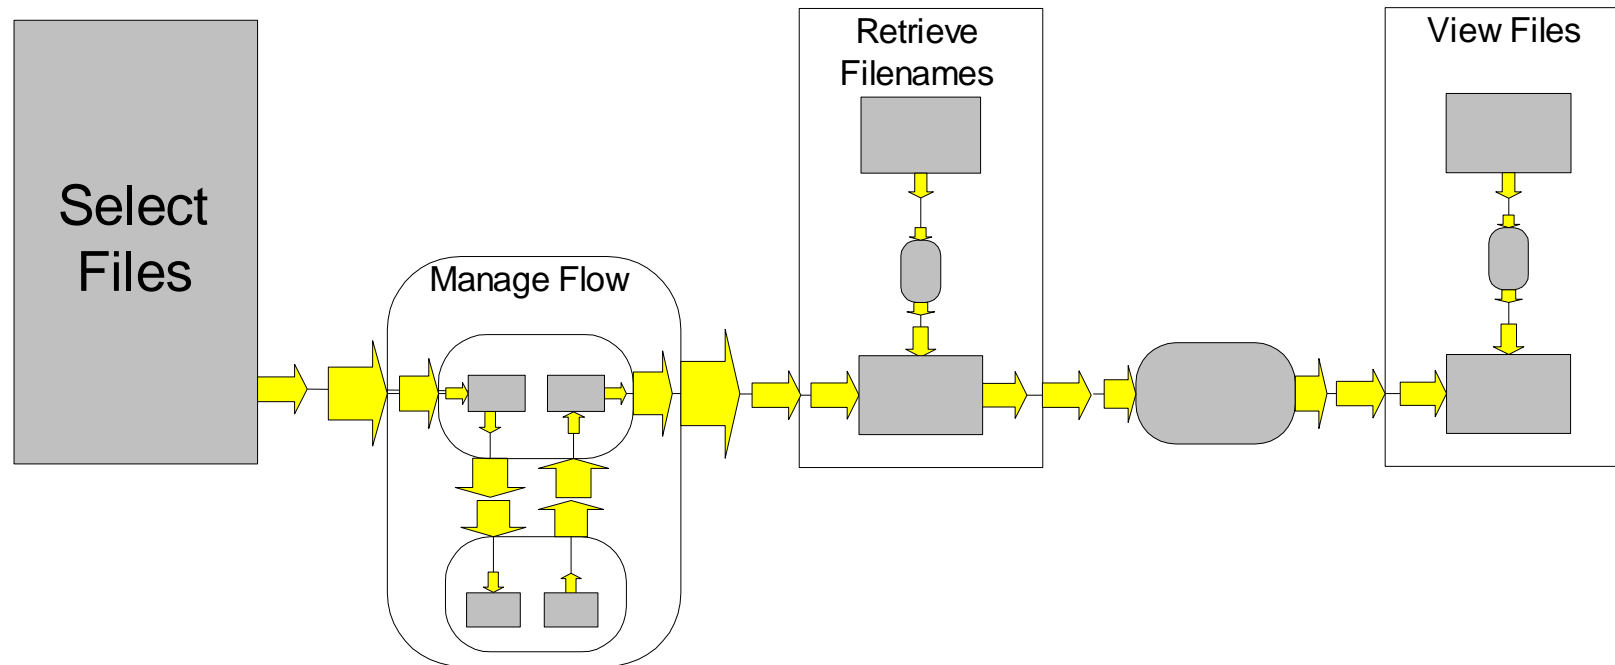 Select
Files
Manage Flow
Retrieve
Filenames
View Files